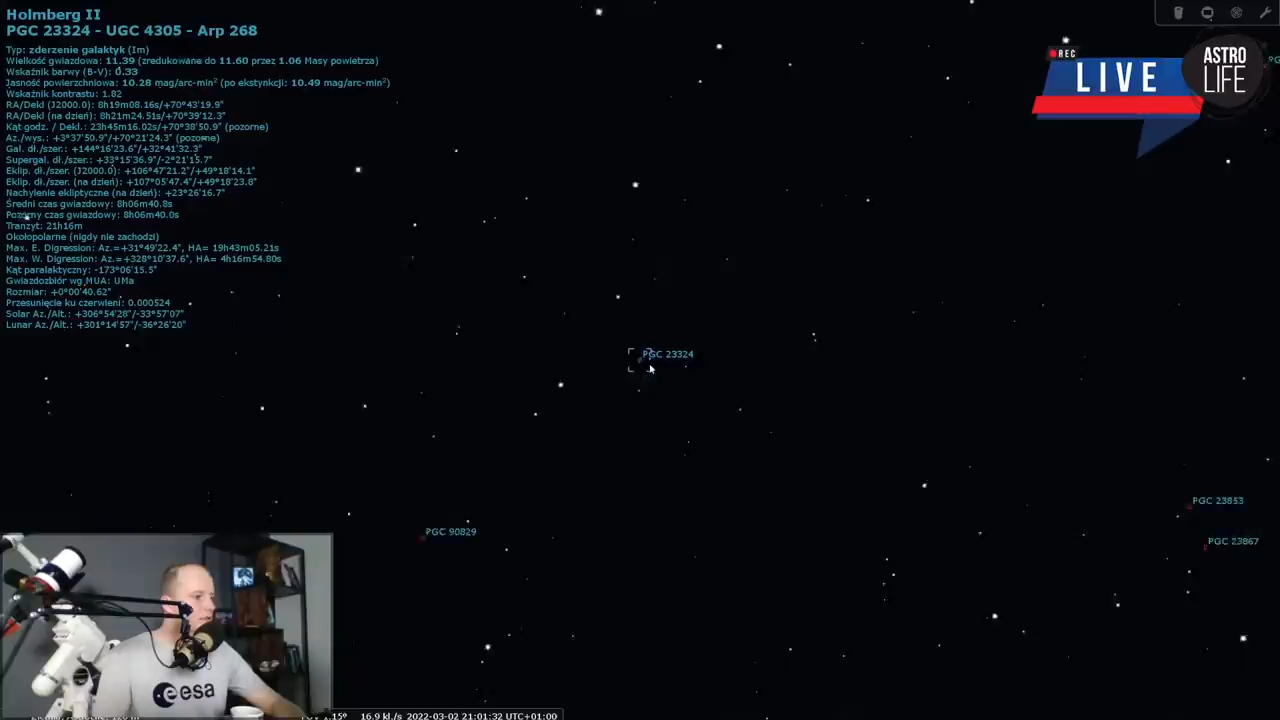 Holmberg II
PGC 23324 - UGC 4305 - Arp 268
Typ: zderzenie galaktyk (Im)
Wielkość gwiazdowa: 11.39 (zredukowane do 11.60 przez 1.06 Masy powietrza)
Wskaźnik barwy (B-V): 0.33
Jasność powierzchniowa: 10.28 mag/arc-min² (po ekstynkcji: 10.49 mag/arc-min²)
Wskaźnik kontrastu: 1.82
RA/Dekl (J2000.0): 8h19m08.16s/+70°43'19.9"
RA/Dekl (na dzień): 8h21m24.51s/+70°39'12.3"
Kąt godz. / Dekl.: 23h45m16.02s/+70°38'50.9" (pozorne)
Az./wys.: +3°37'50.9"/+70°21'24.3" (pozorne)
Gal. dł./szer.: +144°16'23.6"/+32°41'32.3"
Supergal. dł./szer.: +33°15'36.9"/-2°21'15.7"
Eklip. dł./szer. (J2000.0): +106°47'21.2"/+49°18'14.1"
Eklip. dł./szer. (na dzień): +107°05'47.4"/+49°18'23.8"
Nachylenie ekliptyczne (na dzień): +23°26'16.7"
Średni czas gwiazdowy: 8h06m40.8s
Pozorny czas gwiazdowy: 8h06m40.0s
Tranzyt: 21h16m
Okołopolarne (nigdy nie zachodzi)
Max. E. Digression: Az.=+31°49'22.4", HA= 19h43m05.21s
Max. W. Digression: Az.=+328°10'37.6", HA= 4h16m54.80s
Kąt paralaktyczny: -173°06'15.5"
Gwiazdozbiór wg MUA: UMa
Rozmiar: +0°00'40.62"
Przesunięcie ku czerwieni: 0.000524
Solar Az./Alt.: +306°54'28"/-33°57'07"
Lunar Az./Alt.: +301°14'57"/-36°26'20"
REC
LIVE
ASTRO
LIFE
PGC 23324
PGC 23853
PGC 90829
PGC 23867
esa
16.9 kl./s 2022-03-02 21:01:32 UTC+01:00